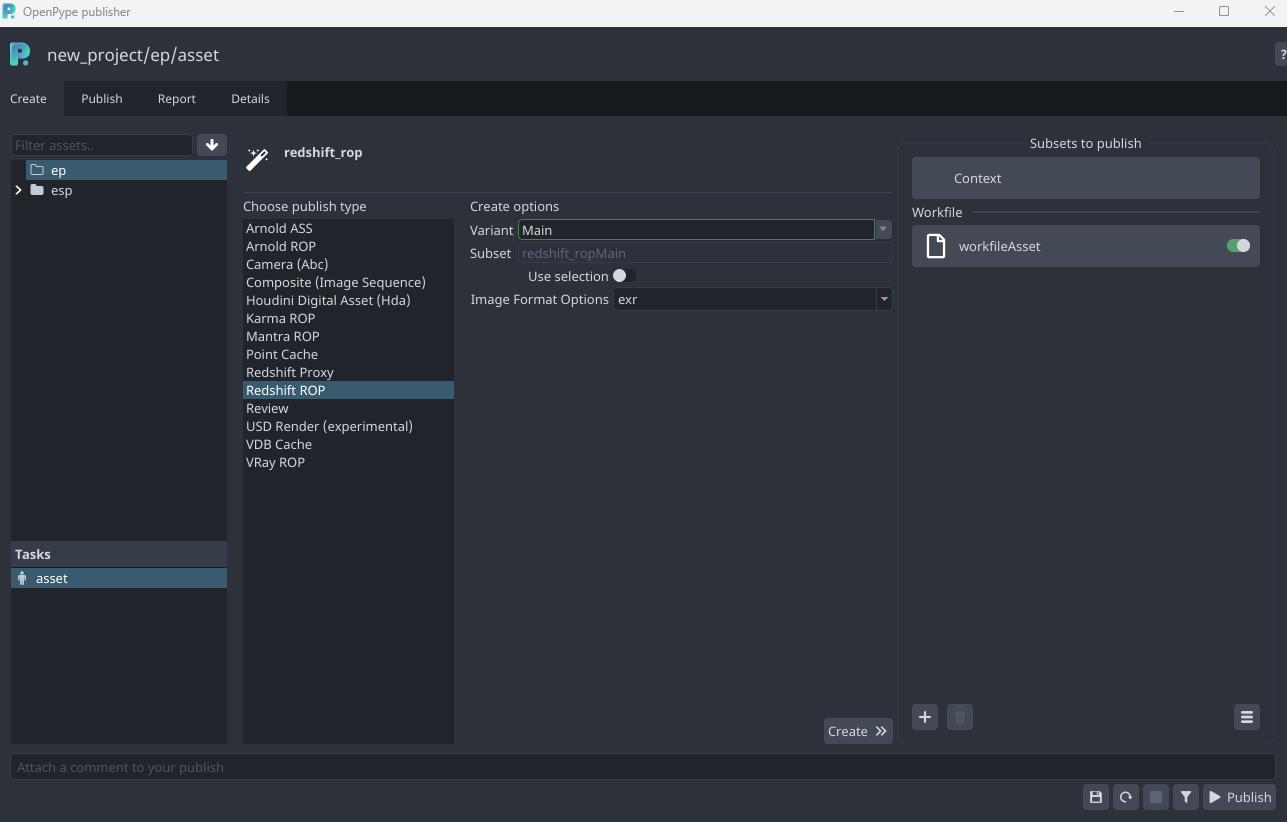 OpenPype publisher
new_project/ep/asset
?
Create Publish Report Details
Filter assets..
ep
esp
Tasks
asset
redshift_rop
Choose publish type
Arnold ASS
Arnold ROP
Camera (Abc)
Composite (Image Sequence)
Houdini Digital Asset (Hda)
Karma ROP
Mantra ROP
Point Cache
Redshift Proxy
Redshift ROP
Review
USD Render (experimental)
VDB Cache
VRay ROP
Create options
Variant Main
Subset redshift_ropMain
Use selection
Image Format Options exr
Create
Subsets to publish
Context
Workfile
workfileAsset
Attach a comment to your publish
Publish